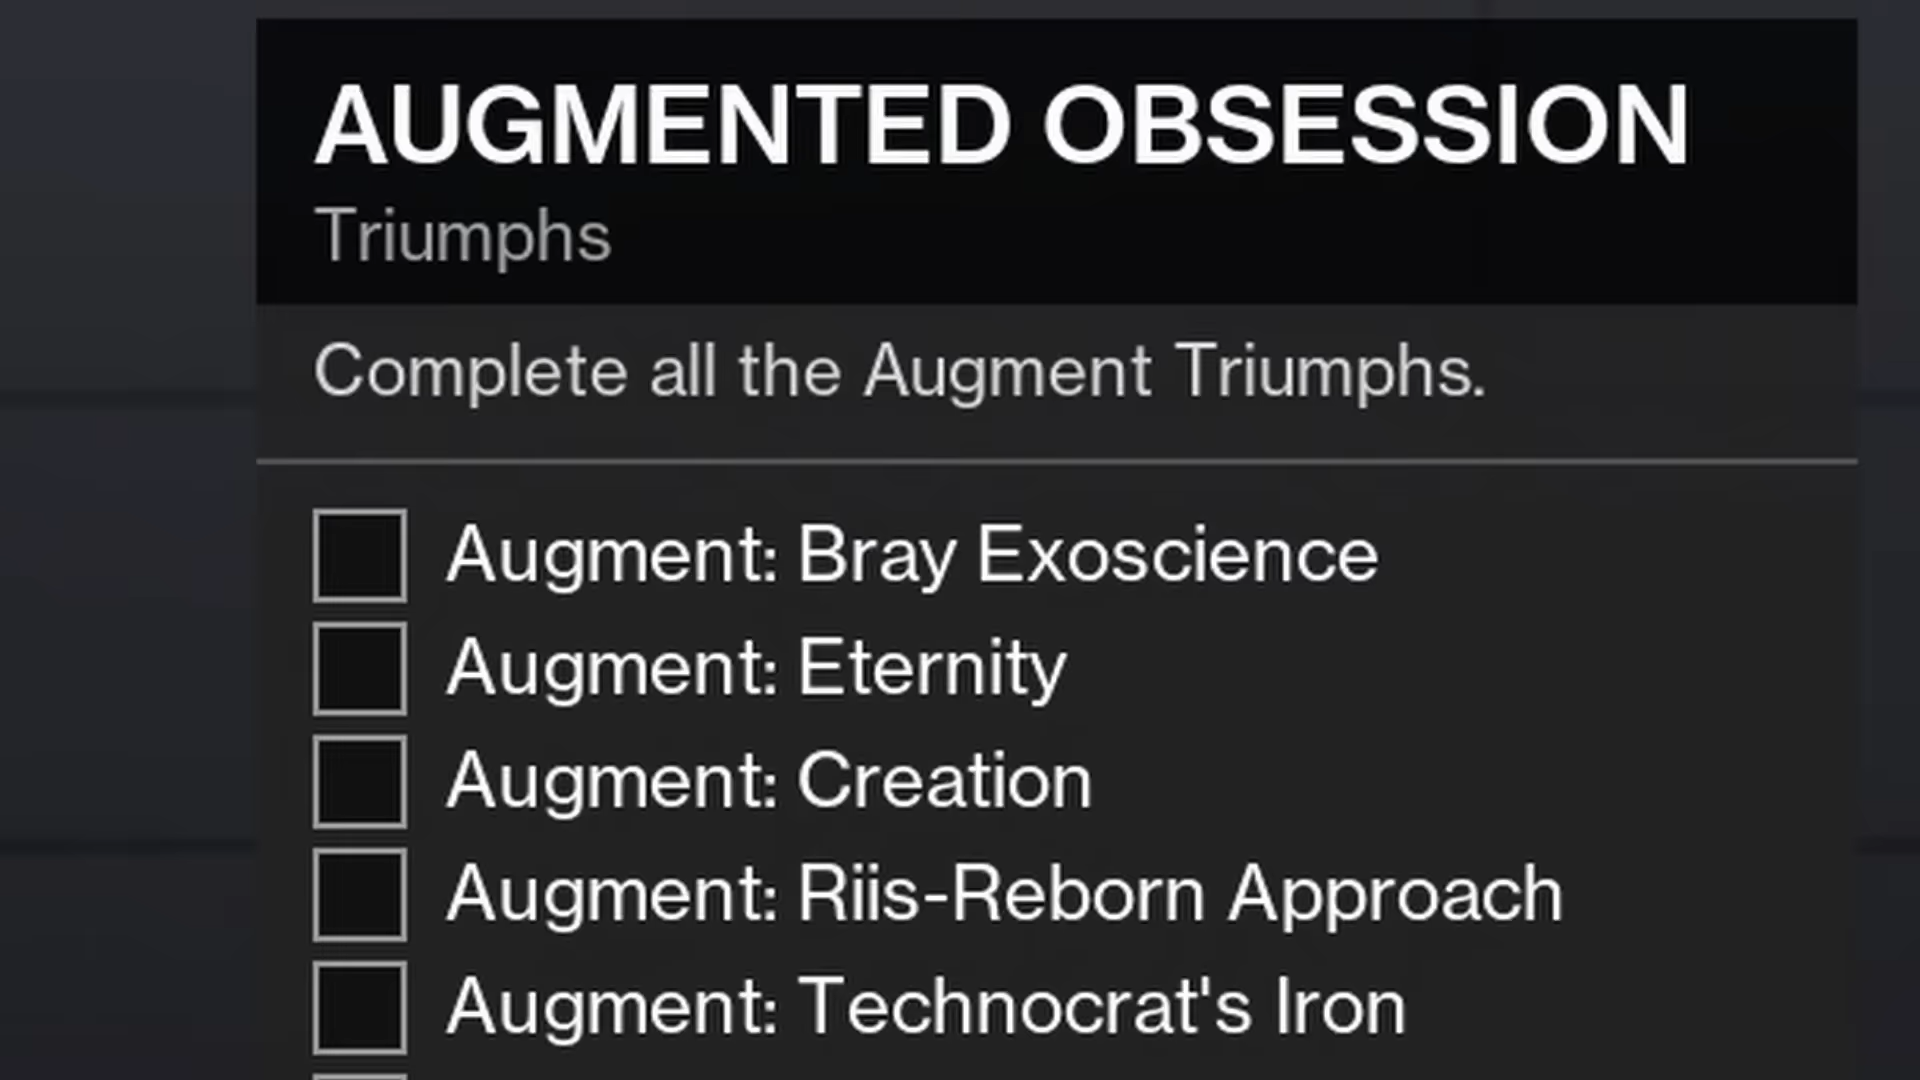 AUGMENTED OBSESSION
Triumphs
Complete all the Augment Triumphs.
Augment: Bray Exoscience
Augment: Eternity
Augment: Creation
Augment: Riis-Reborn Approach
Augment: Technocrat's Iron